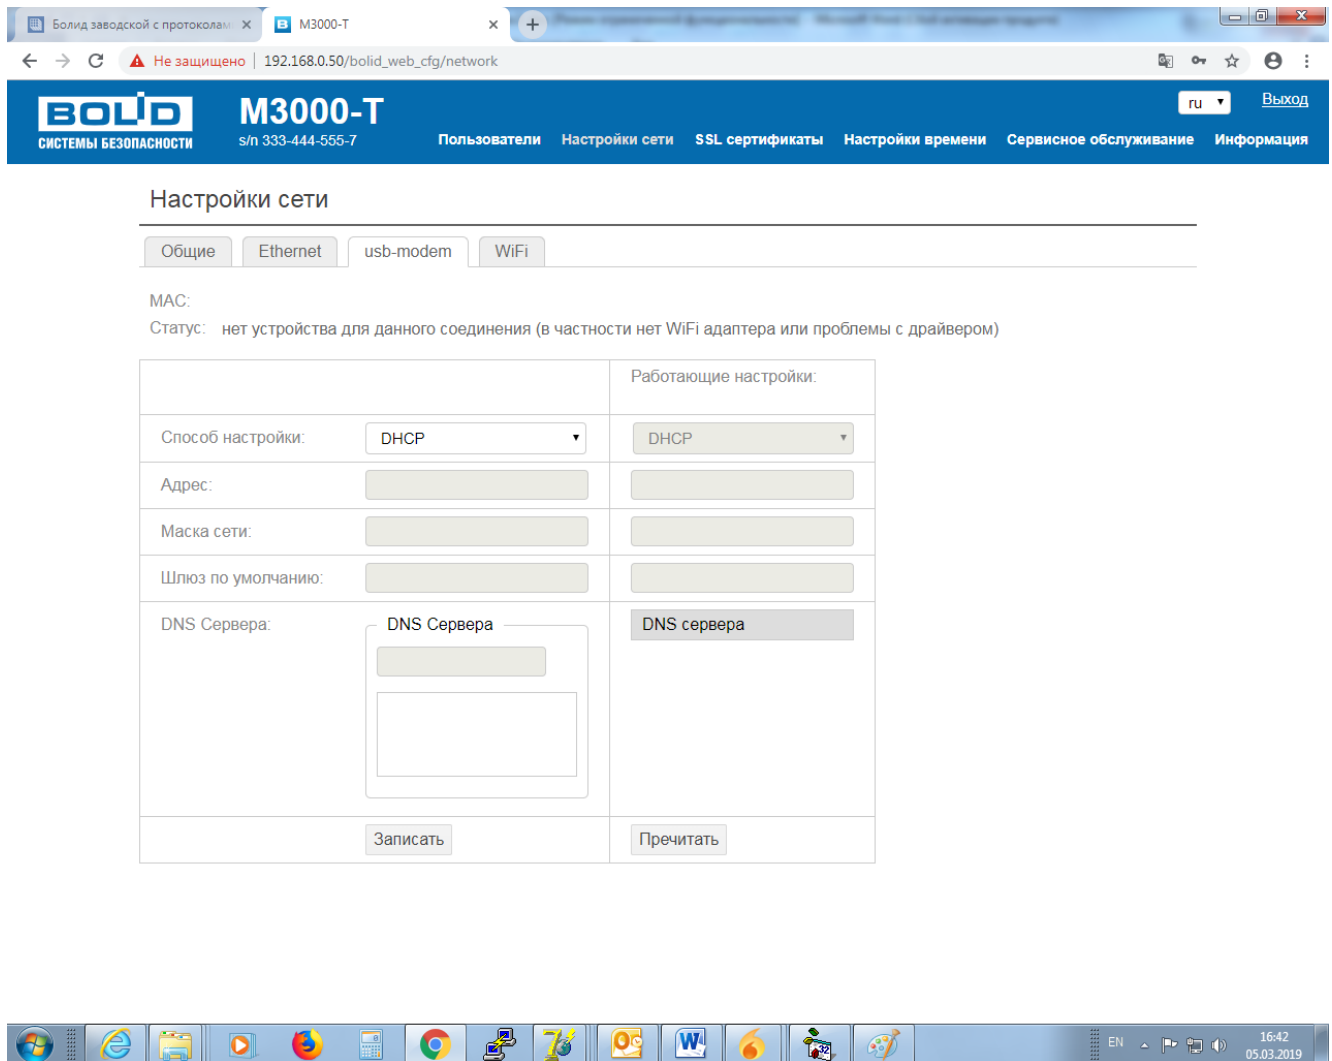 Болид заводской с протоколам
M3000-T
Не защищено 192.168.0.50/bolid_web_cfg/network
BOLID
СИСТЕМЫ БЕЗОПАСНОСТИ
M3000-T
s/n 333-444-555-7
ru
Выход
Пользователи Настройки сети SSL сертификаты Настройки времени Сервисное обслуживание Информация
Настройки сети
Общие Ethernet usb-modem WiFi
MAC:
Статус: нет устройства для данного соединения (в частности нет WiFi адаптера или проблемы с драйвером)
Работающие настройки:
Способ настройки: DHCP DHCP
Адрес:
Маска сети:
Шлюз по умолчанию:
DNS Сервера: DNS Сервера DNS сервера
Записать Пречитать
EN 16:42
05.03.2019